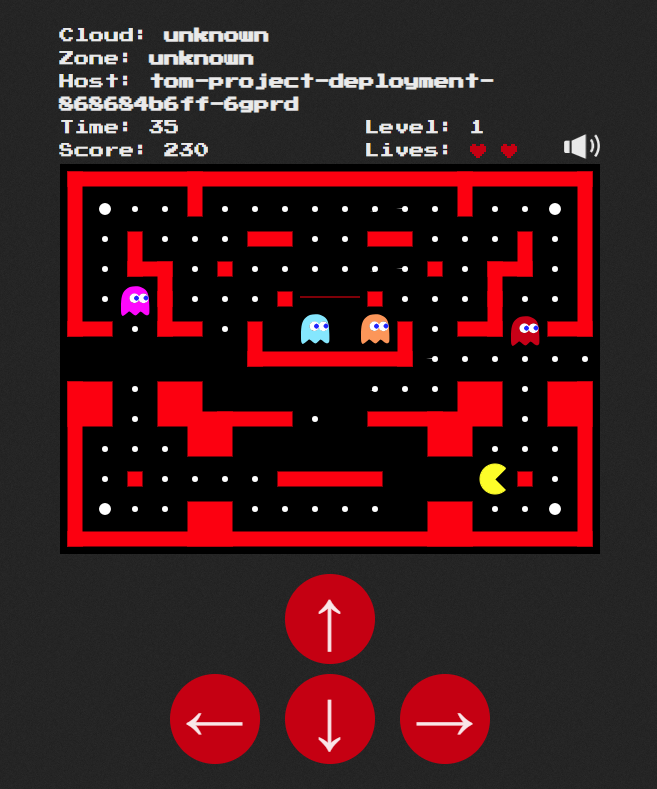 Cloud: unknown
Zone: unknown
Host: tom-project-deployment-
868684b6ff-6gprd
Time: 35 Level: 1
Score: 230 Lives: